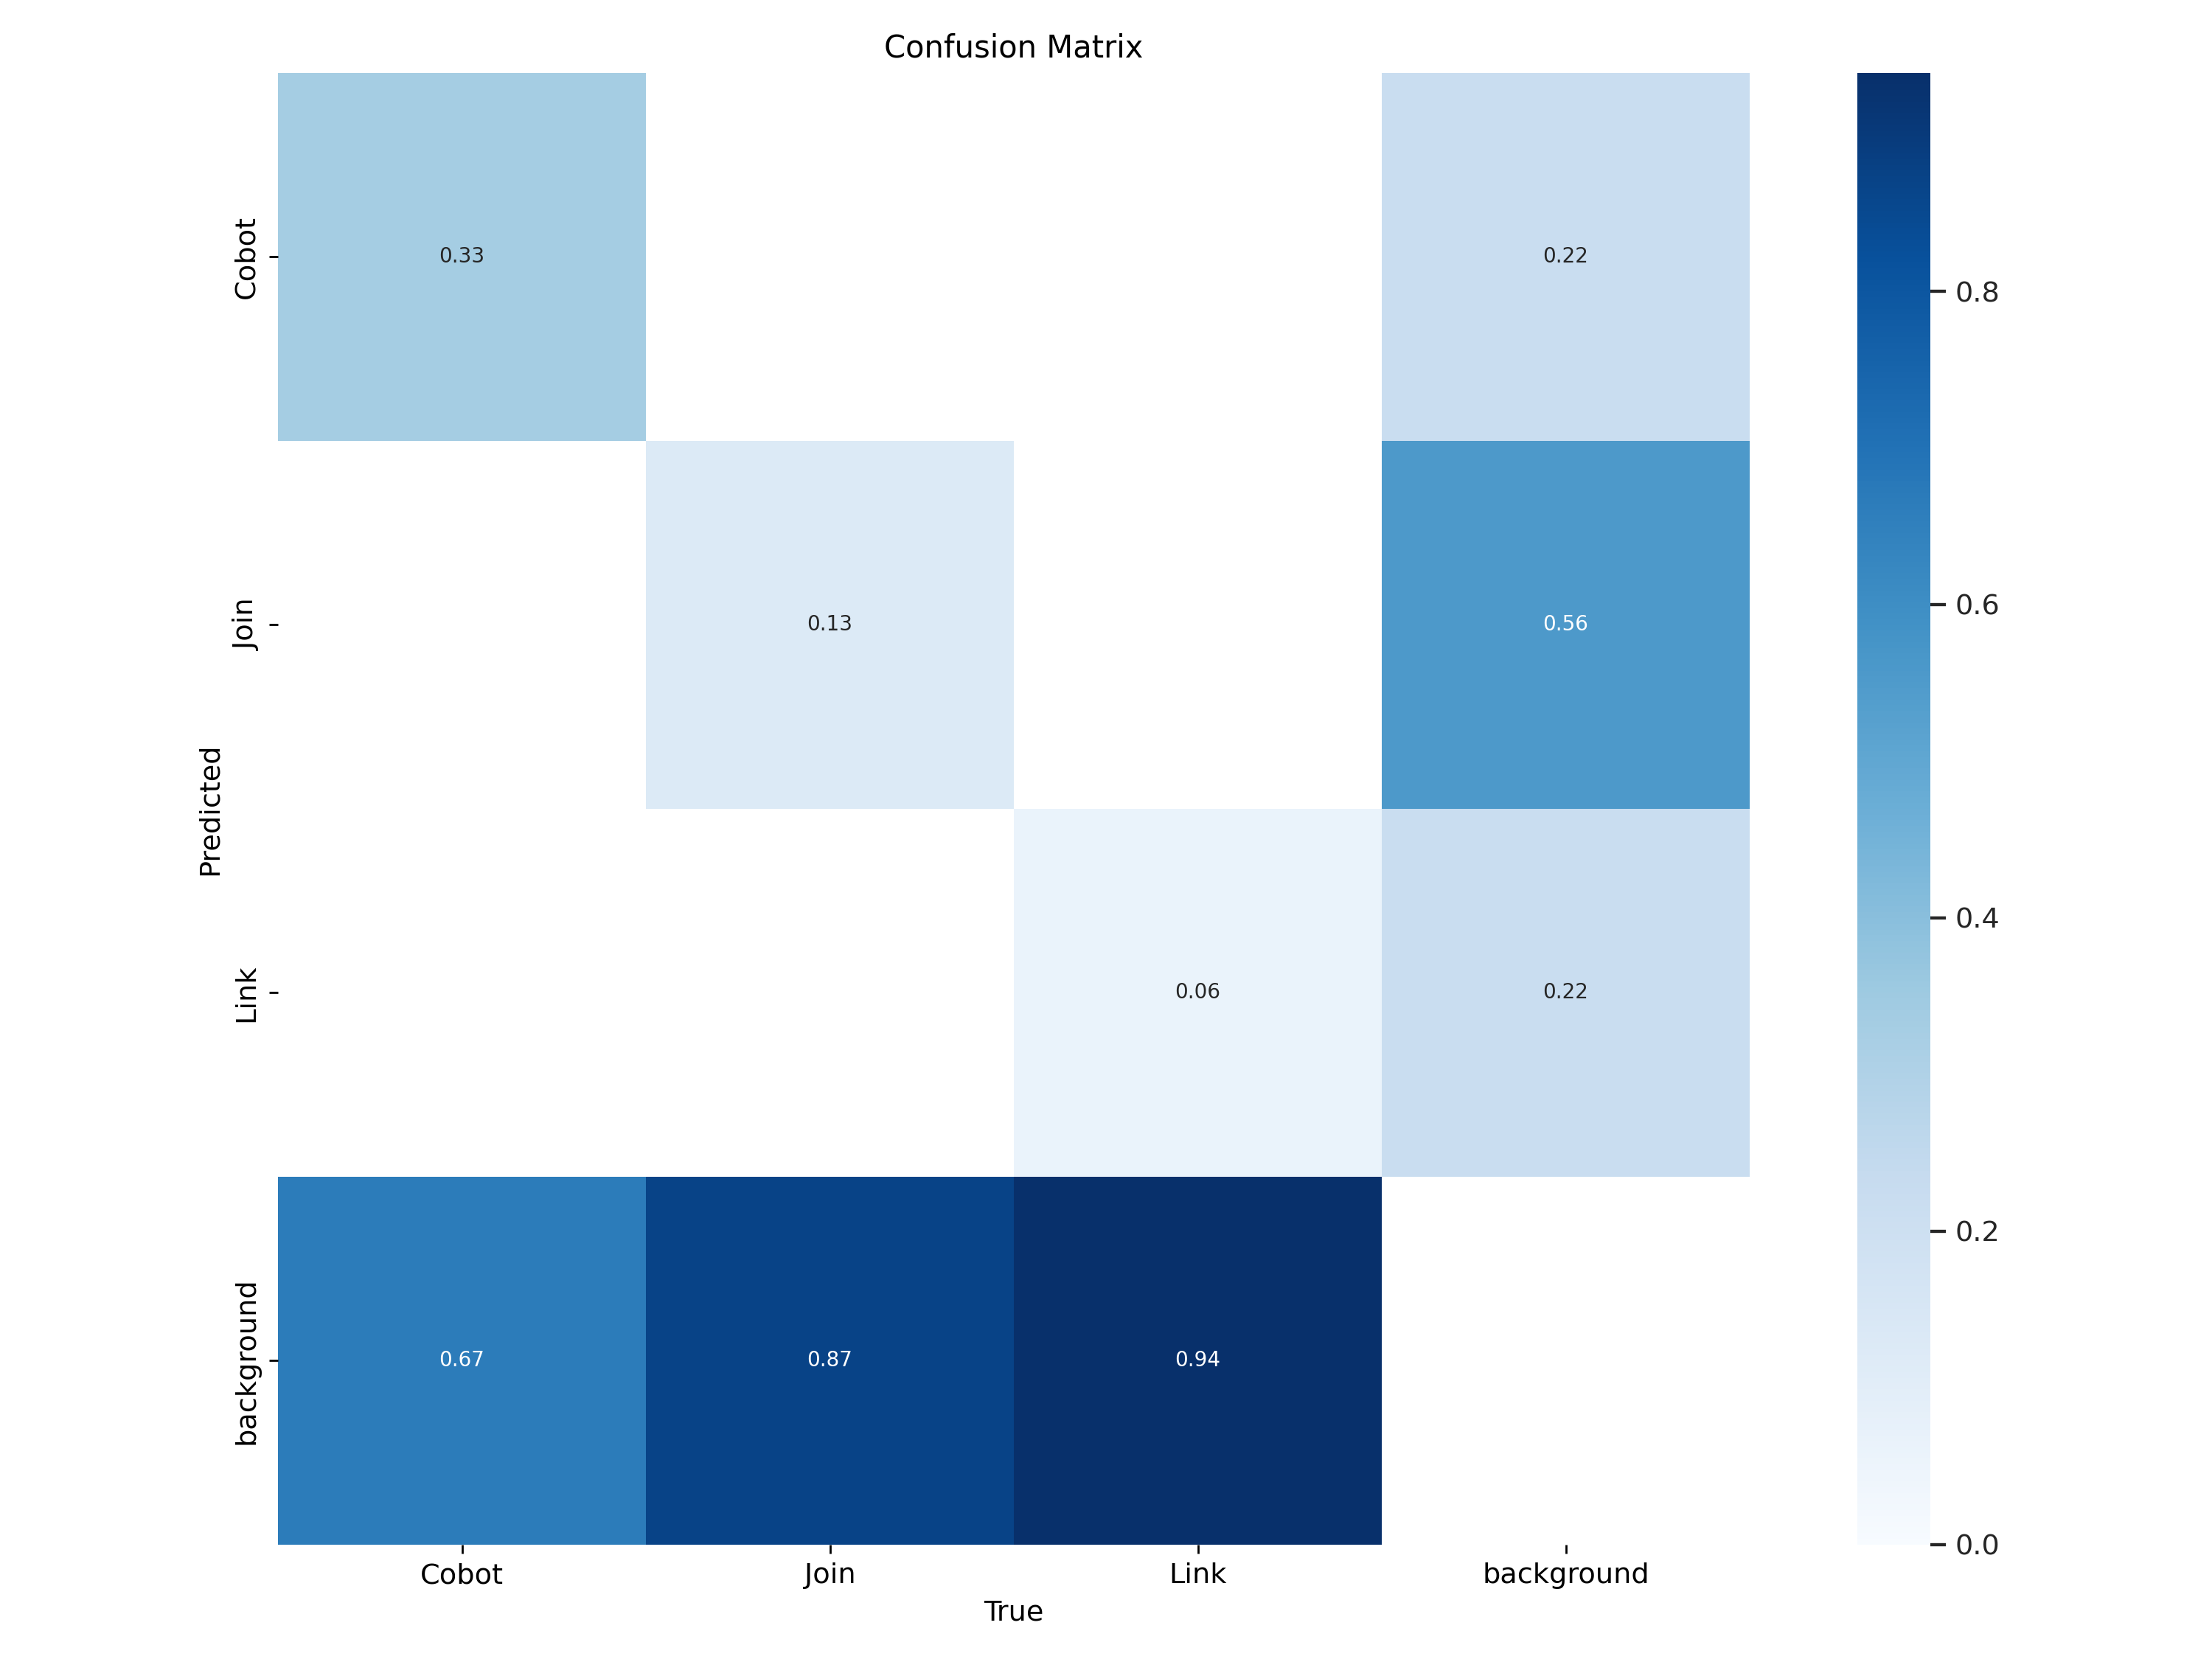 Confusion Matrix
Cobot
0.33
0.22
0.8
Join
0.13
0.56
0.6
Predicted
0.4
Link
0.06
0.22
0.2
background
0.67
0.87
0.94
0.0
Cobot
Join
Link
background
True